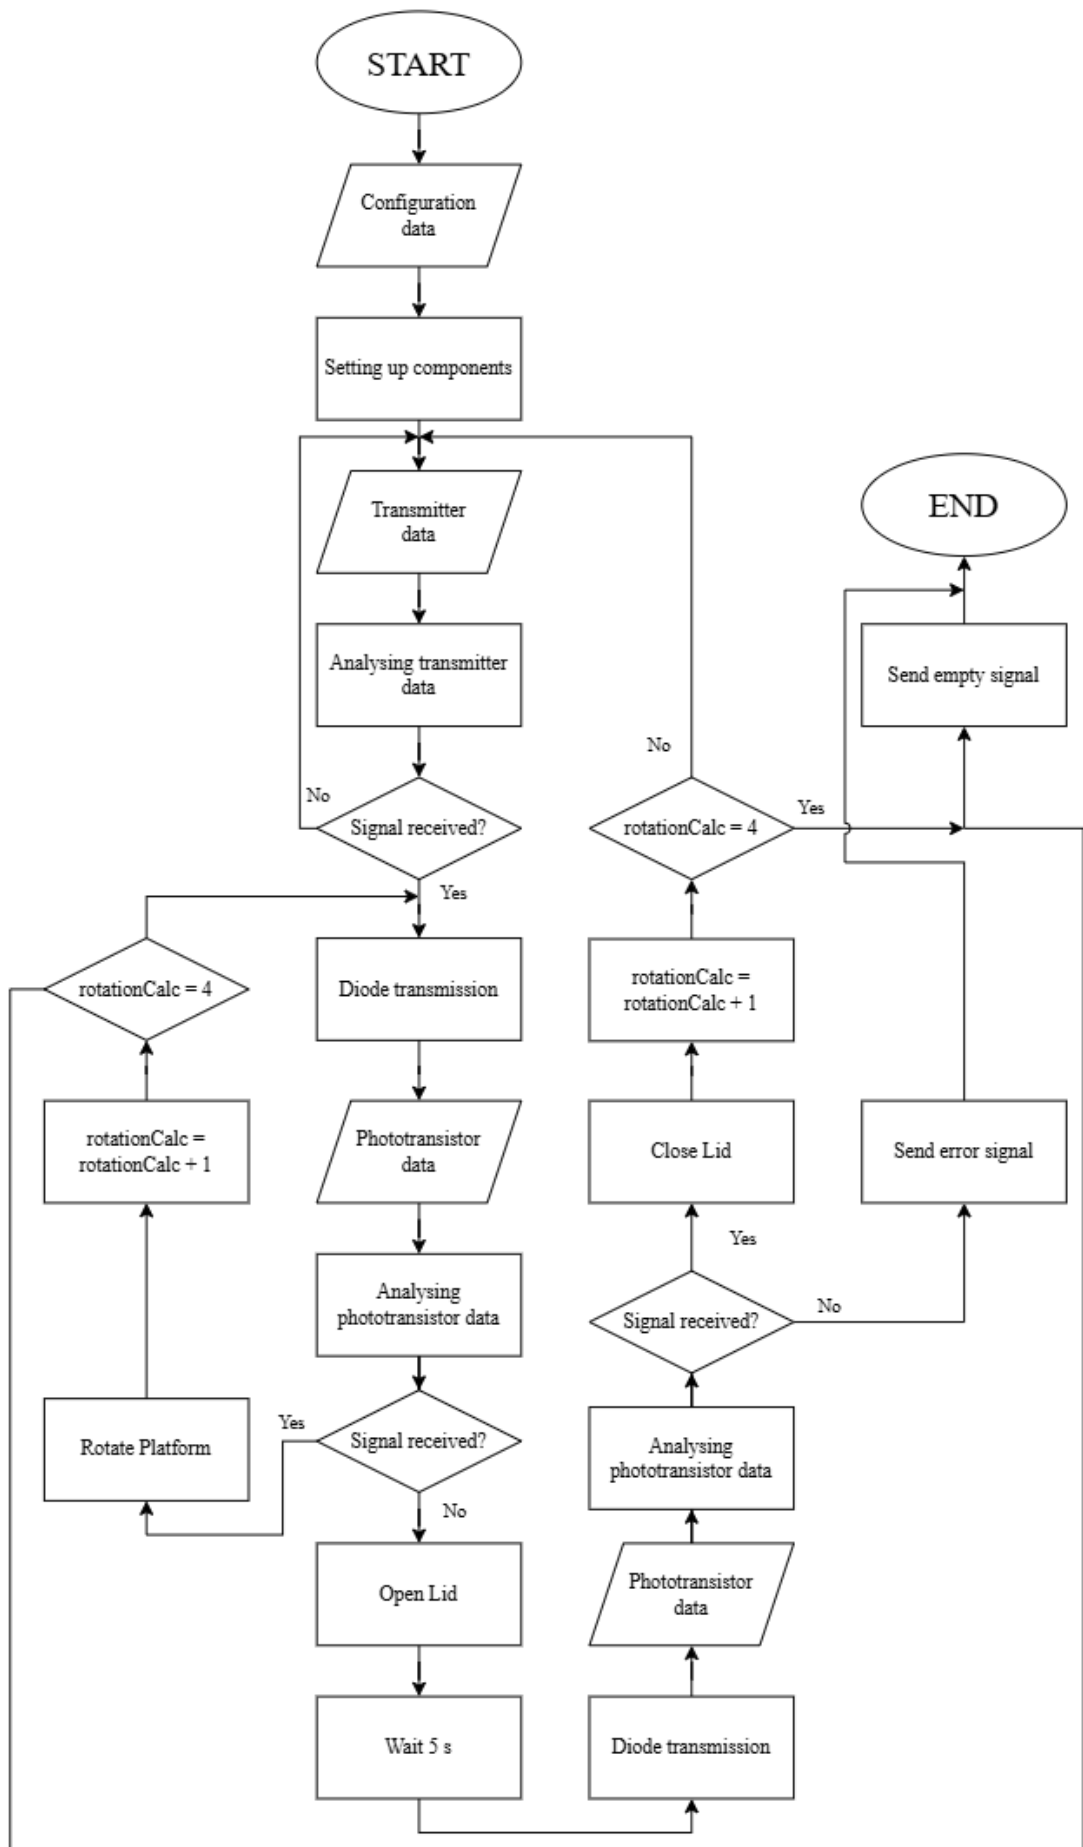 START
Configuration
data
Setting up components
Transmitter
data
Analysing transmitter
data
No
Signal received?
Yes
Diode transmission
Phototransistor
data
Analysing
phototransistor data
Signal received?
Yes
Rotate Platform
rotationCalc =
rotationCalc + 1
rotationCalc = 4
No
Open Lid
Wait 5 s
Diode transmission
Phototransistor
data
Analysing
phototransistor data
Signal received?
No
Send error signal
Yes
Close Lid
rotationCalc =
rotationCalc + 1
rotationCalc = 4
No
Yes
Send empty signal
END